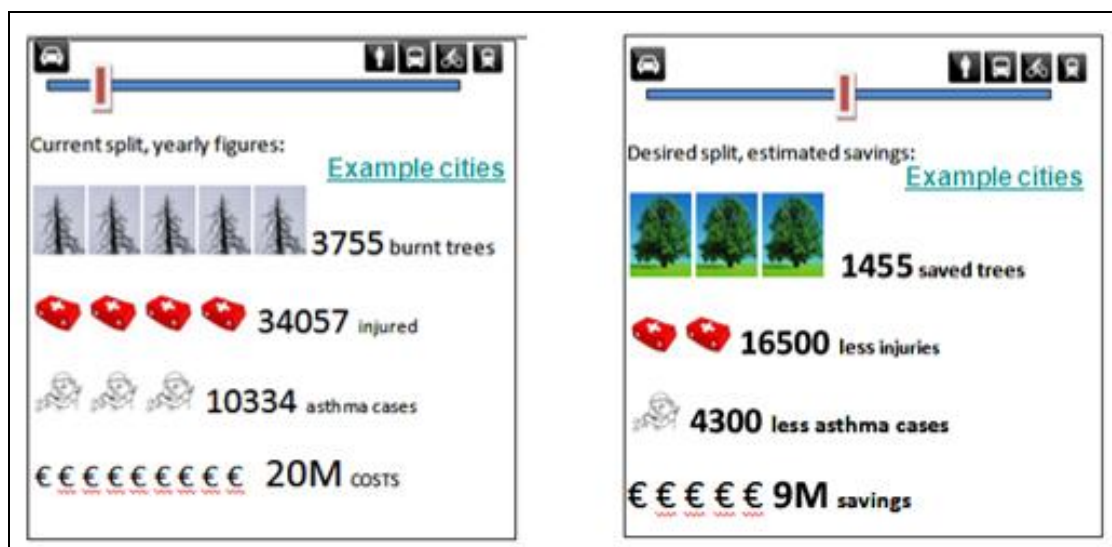 Current split, yearly figures:
Example cities
3755 burnt trees
34057 injured
10334 asthma cases
€ € € € € € € € € 20M COSTS
Desired split, estimated savings:
Example cities
1455 saved trees
16500 less injuries
4300 less asthma cases
€ € € € € 9M savings